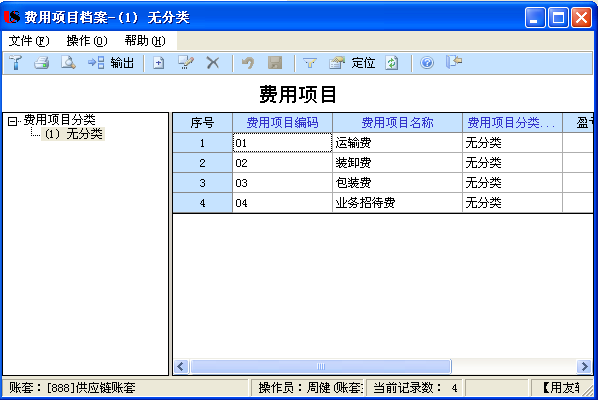 费用项目档案-(1) 无分类
文件(F) 操作(O) 帮助(H)
输出 定位
费用项目
费用项目分类
(1) 无分类
序号 费用项目编码 费用项目名称 费用项目分类...
1 01 运输费 无分类
2 02 装卸费 无分类
3 03 包装费 无分类
4 04 业务招待费 无分类
账套：[888]供应链账套 操作员：周健(账套 当前记录数： 4 【用友